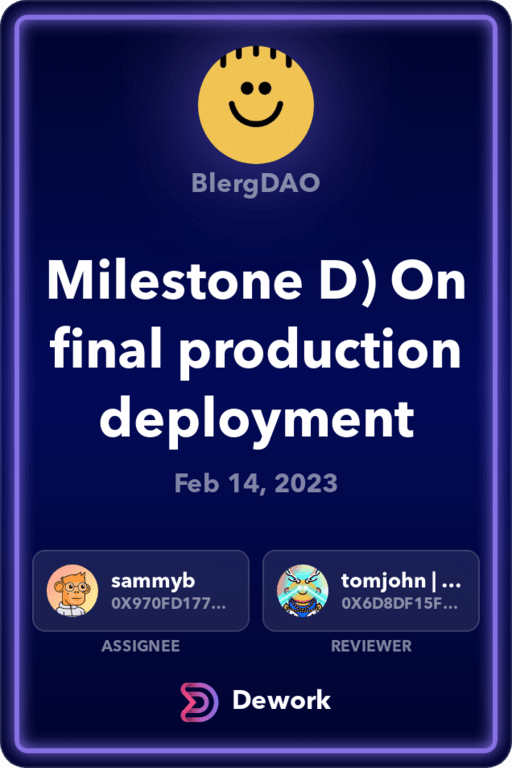 BlergDAO
Milestone D) On
final production
deployment
Feb 14, 2023
sammyb
0X970FD177...
ASSIGNEE
tomjohn | ...
0X6D8DF15F...
REVIEWER
Dework